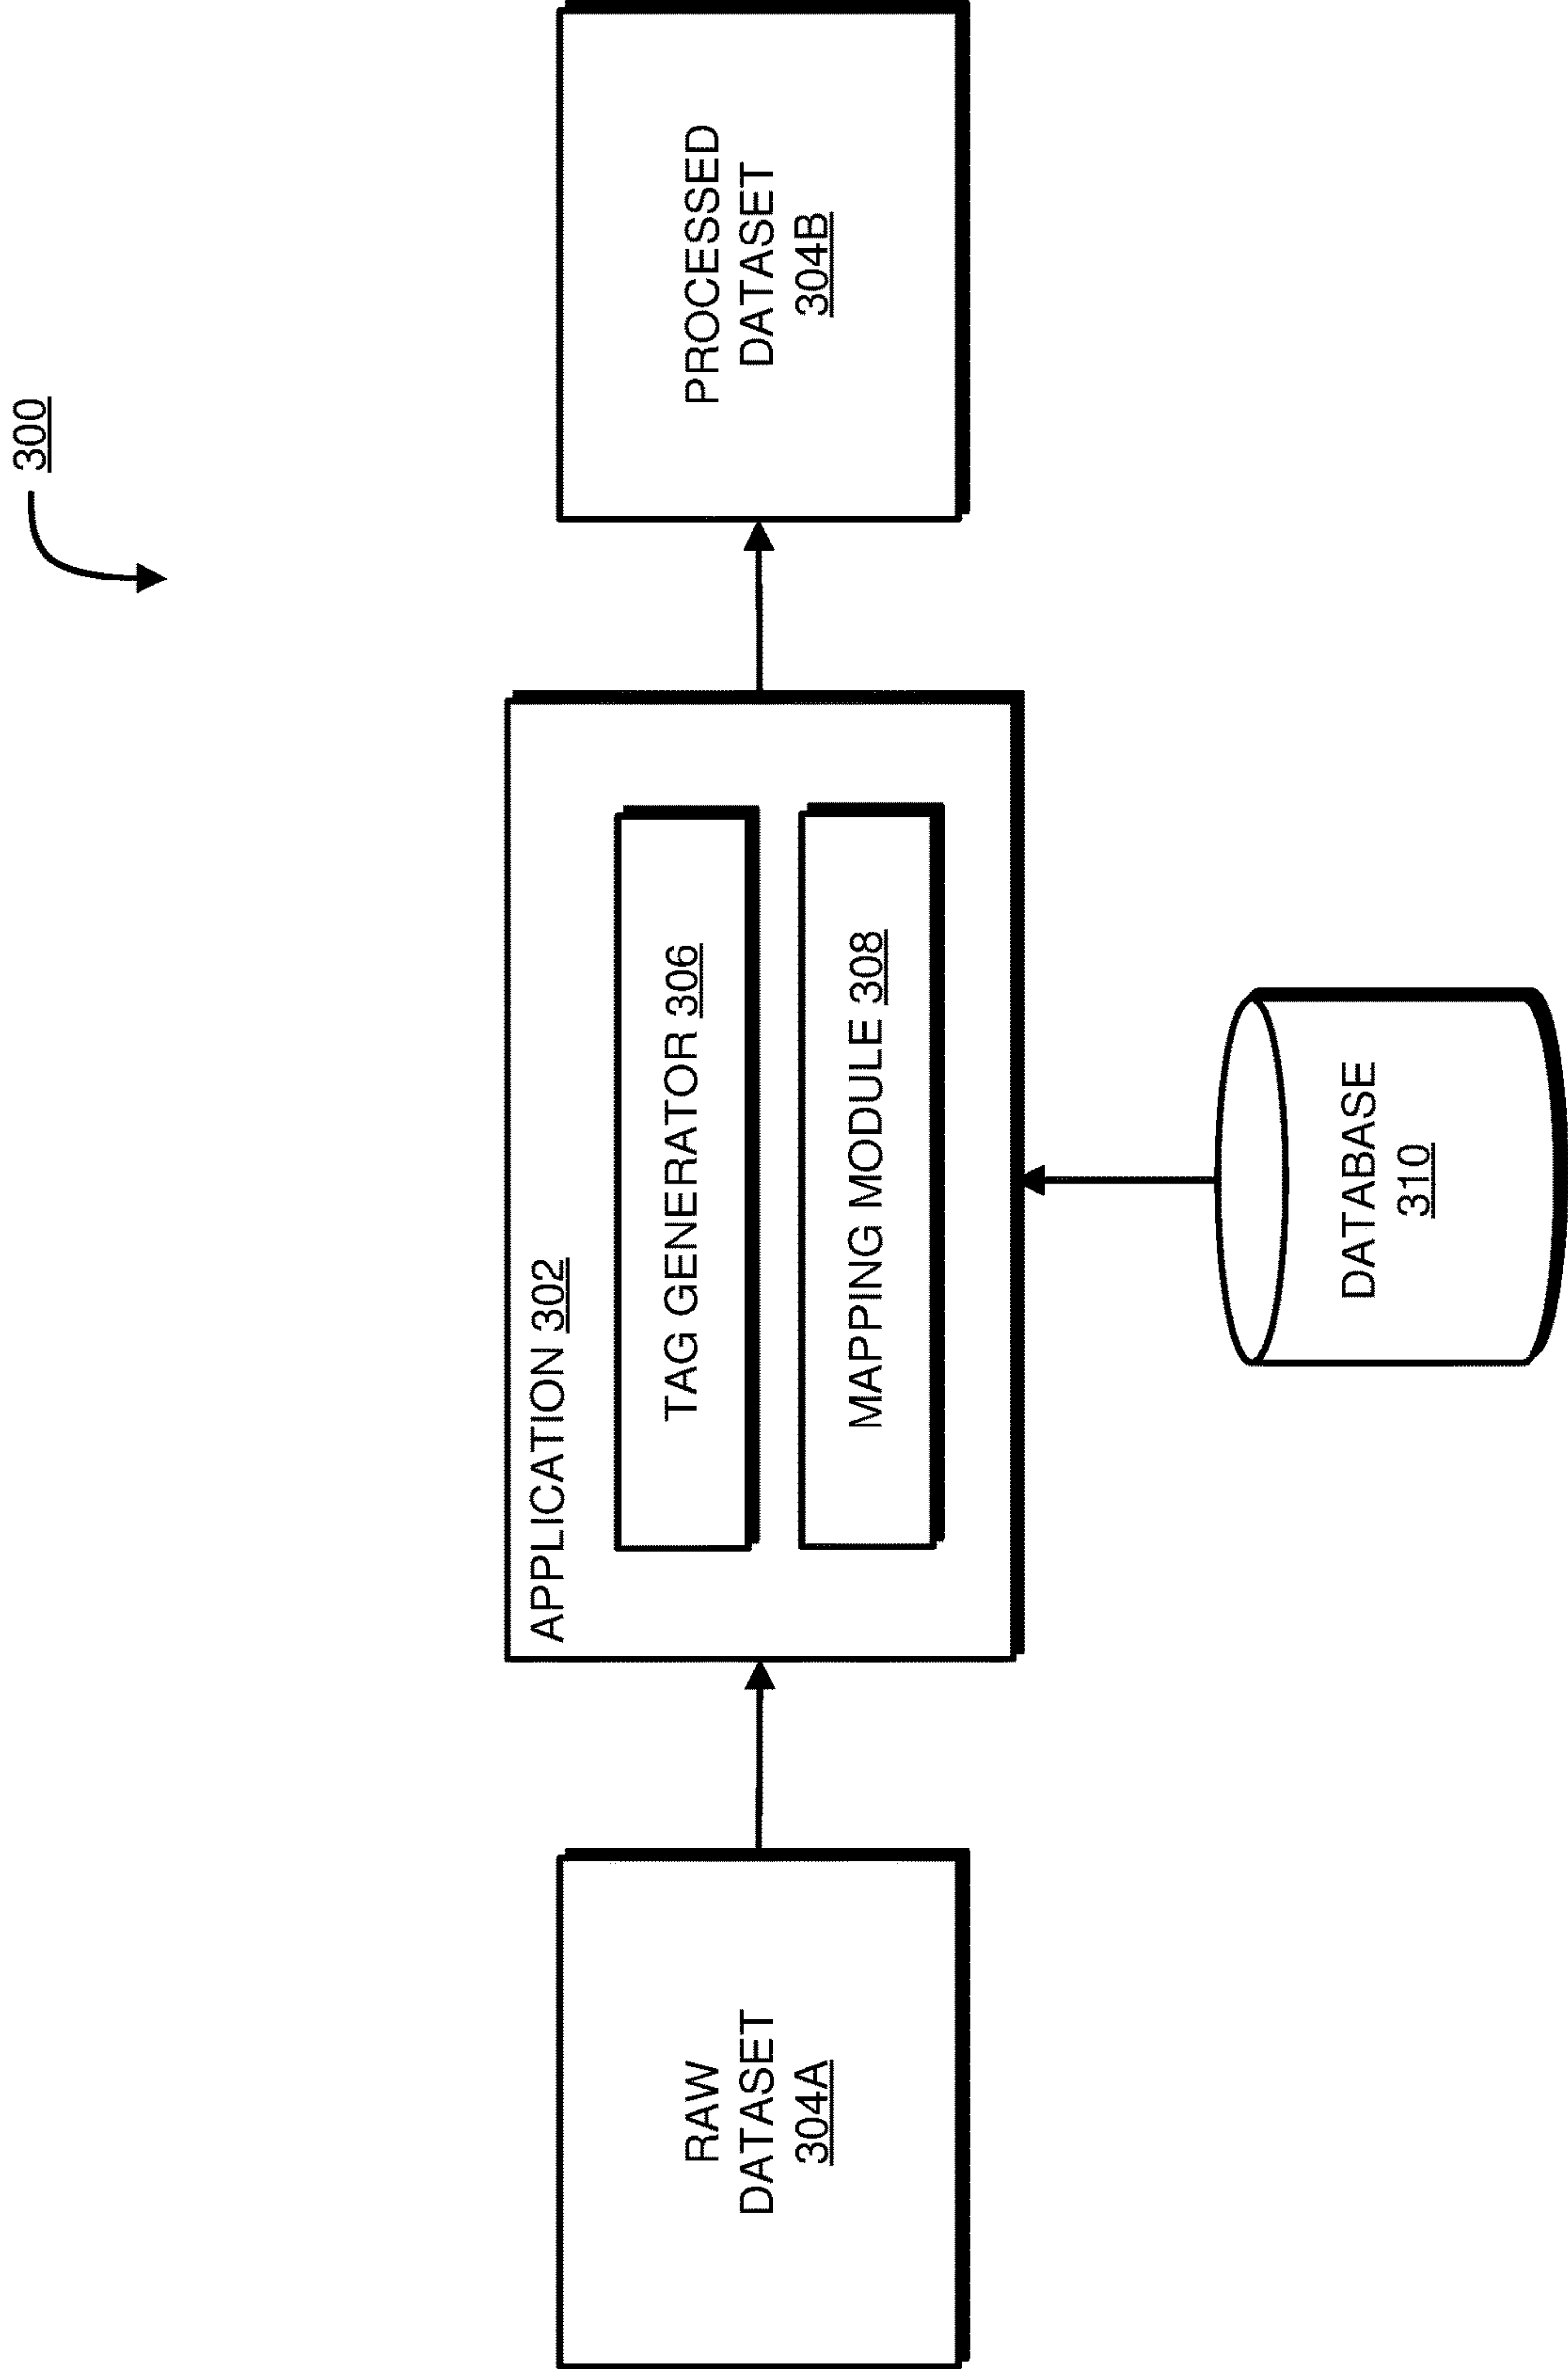 300
RAW
DATASET
304A
APPLICATION 302
TAG GENERATOR 306
MAPPING MODULE 308
PROCESSED
DATASET
304B
DATABASE
310